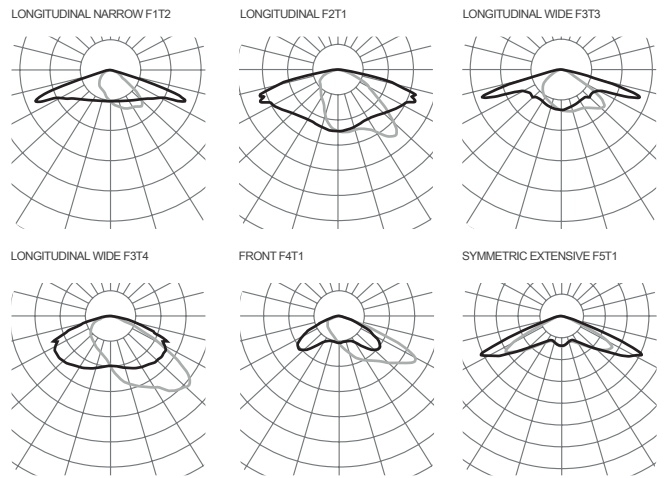 LONGITUDINAL NARROW F1T2
LONGITUDINAL F2T1
LONGITUDINAL WIDE F3T3
LONGITUDINAL WIDE F3T4
FRONT F4T1
SYMMETRIC EXTENSIVE F5T1